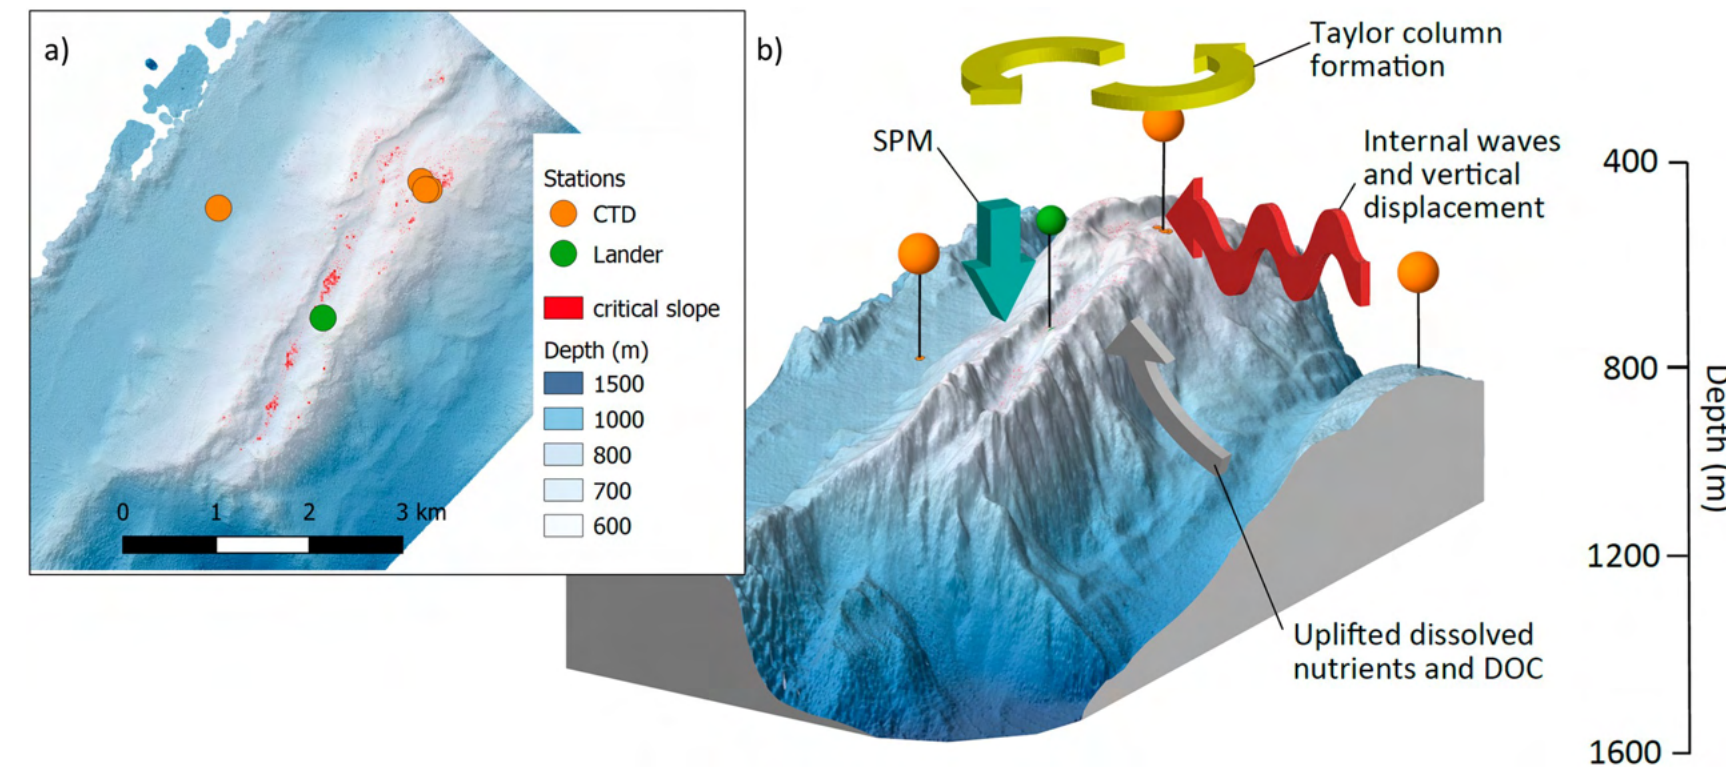 a)
Stations
CTD
Lander
critical slope
Depth (m)
1500
1000
800
700
600
0 1 2 3 km
b)
Taylor column
formation
SPM
Internal waves
and vertical
displacement
400
800
1200
1600
Depth (m)
Uplifted dissolved
nutrients and DOC